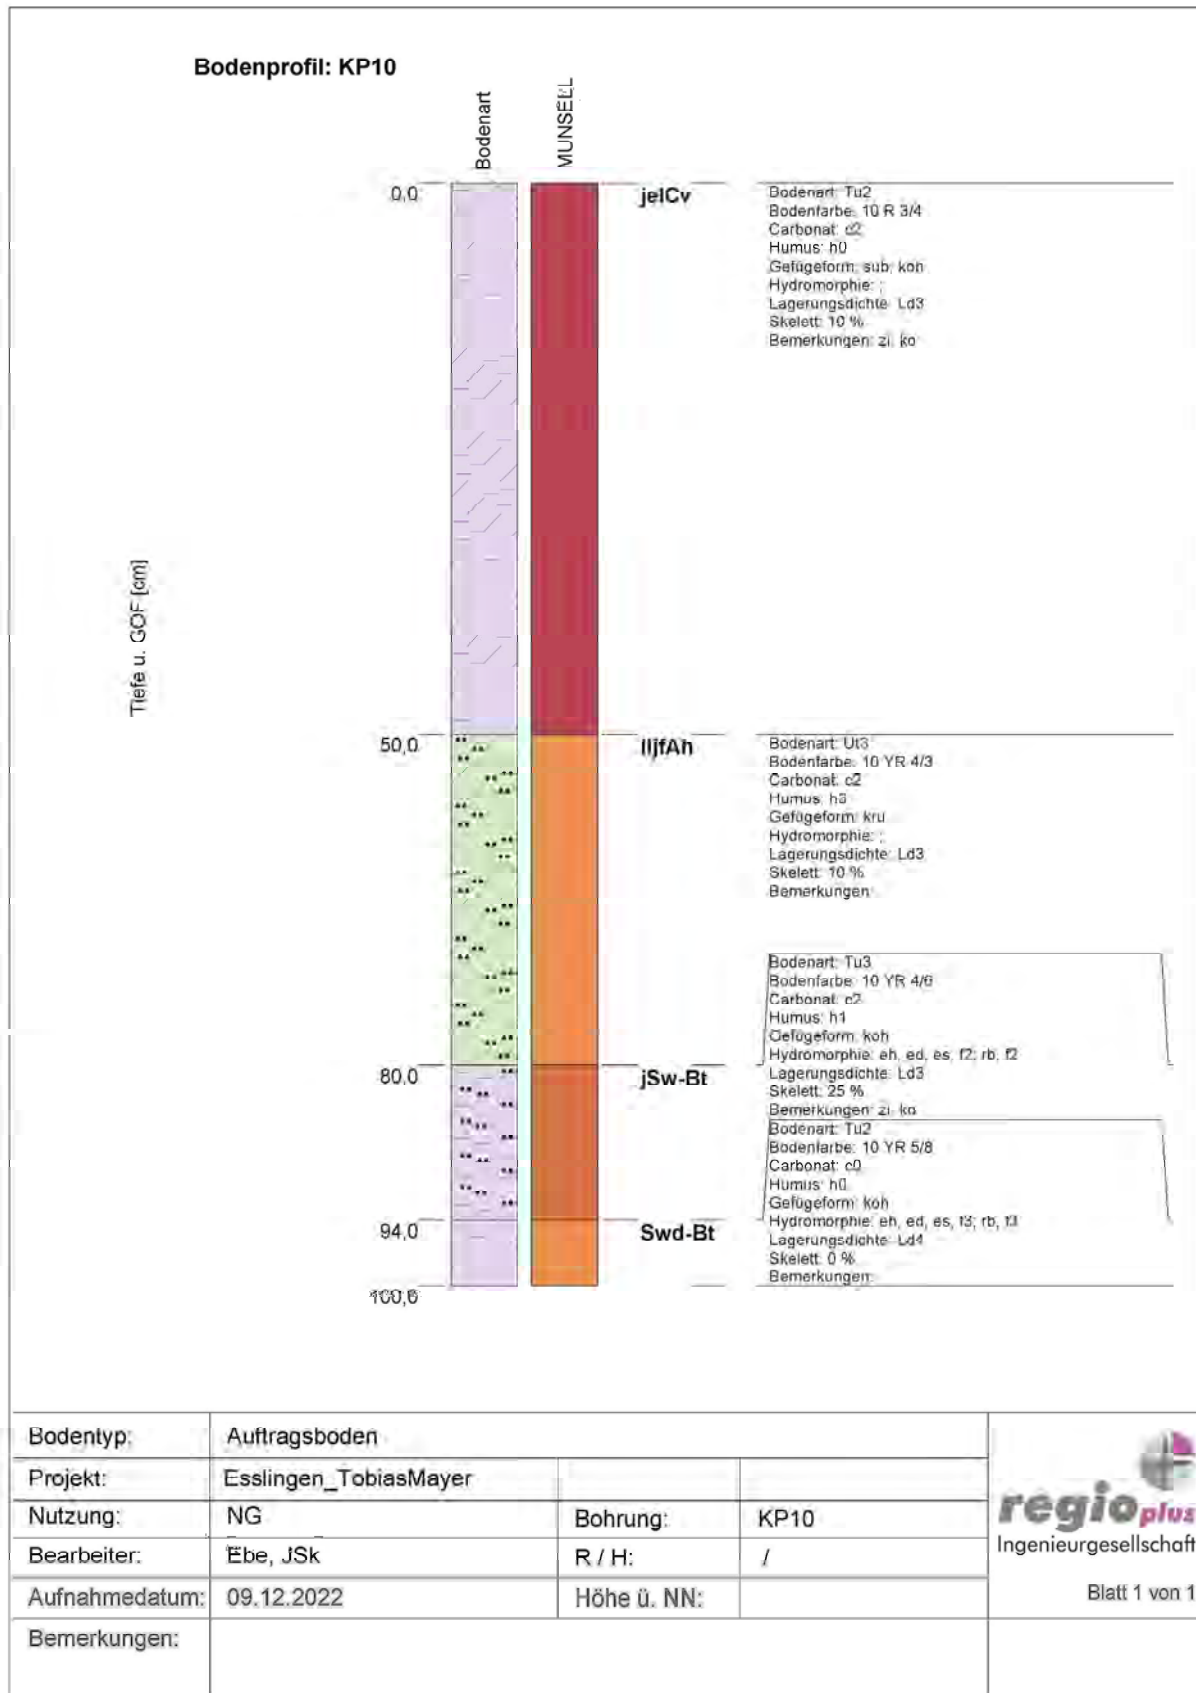 Bodenprofil: KP10
Bodenart
MUNSELL
Tiefe u. GOF [cm]
0,0
jelCv
Bodenart: Tu2
Bodenfarbe: 10 R 3/4
Carbonat: c2
Humus: h0
Gefügeform: sub, koh
Hydromorphie: ;
Lagerungsdichte: Ld3
Skelett: 10 %
Bemerkungen: zi, ko
50,0
IIjfAh
Bodenart: Ut3
Bodenfarbe: 10 YR 4/3
Carbonat: c2
Humus: h3
Gefügeform: kru
Hydromorphie: ;
Lagerungsdichte: Ld3
Skelett: 10 %
Bemerkungen:
80,0
jSw-Bt
Bodenart: Tu3
Bodenfarbe: 10 YR 4/6
Carbonat: c2
Humus: h1
Gefügeform: koh
Hydromorphie: eh, ed, es, f2; rb, f2
Lagerungsdichte: Ld3
Skelett: 25 %
Bemerkungen: zi, ko
94,0
Swd-Bt
Bodenart: Tu2
Bodenfarbe: 10 YR 5/8
Carbonat: c0
Humus: h0
Gefügeform: koh
Hydromorphie: eh, ed, es, f3; rb, f3
Lagerungsdichte: Ld4
Skelett: 0 %
Bemerkungen:
100,0
Bodentyp: Auftragsboden
Projekt: Esslingen_TobiasMayer
Nutzung: NG Bohrung: KP10
Bearbeiter: Ebe, JSk R / H: /
Aufnahmedatum: 09.12.2022 Höhe ü. NN:
Bemerkungen:
regioplus
Ingenieurgesellschaft
Blatt 1 von 1